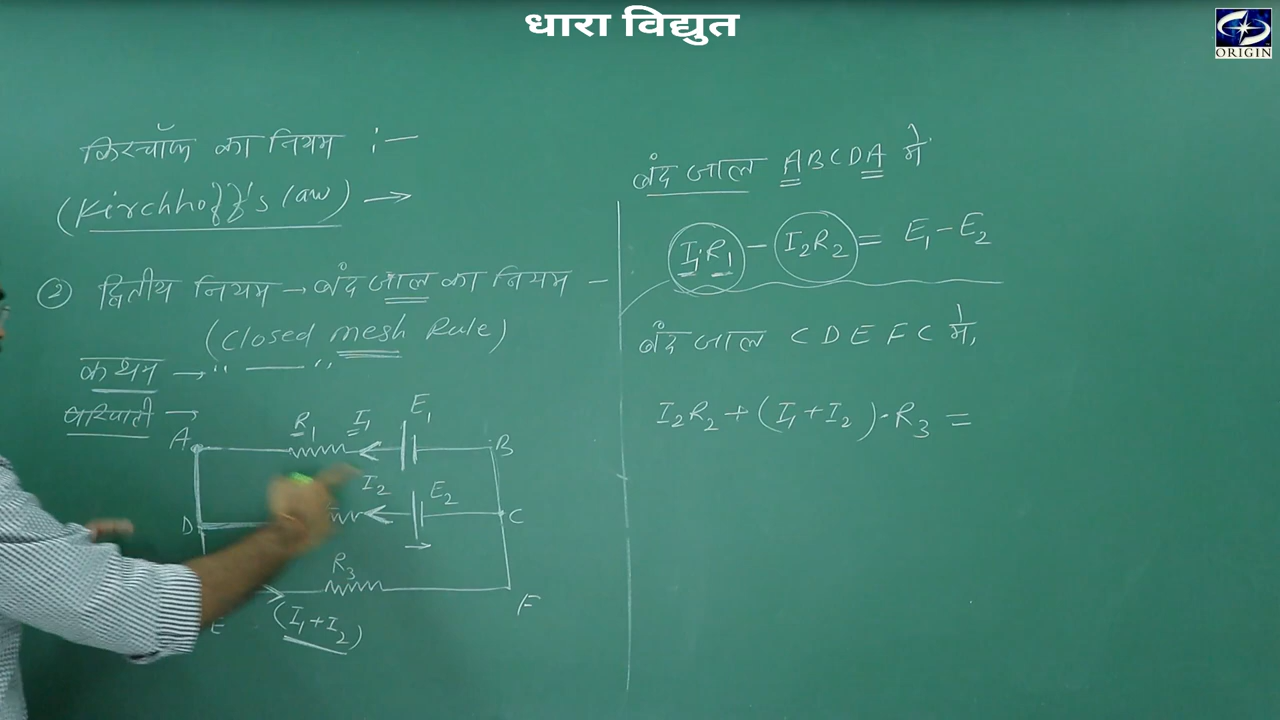 धारा विद्युत
ORIGIN
किरचॉफ का नियम :-
(Kirchhoff's law) →
② द्वितीय नियम → बंद जाल का नियम -
(Closed mesh Rule)
कथन → " — "
परिपाटी →
A R₁ I₁ E₁ B
D I₂ E₂ C
R₃
E (I₁+I₂) F
बंद जाल ABCDA में
I₁R₁ - I₂R₂ = E₁ - E₂
बंद जाल CDEFC में,
I₂R₂ + (I₁+I₂)·R₃ =